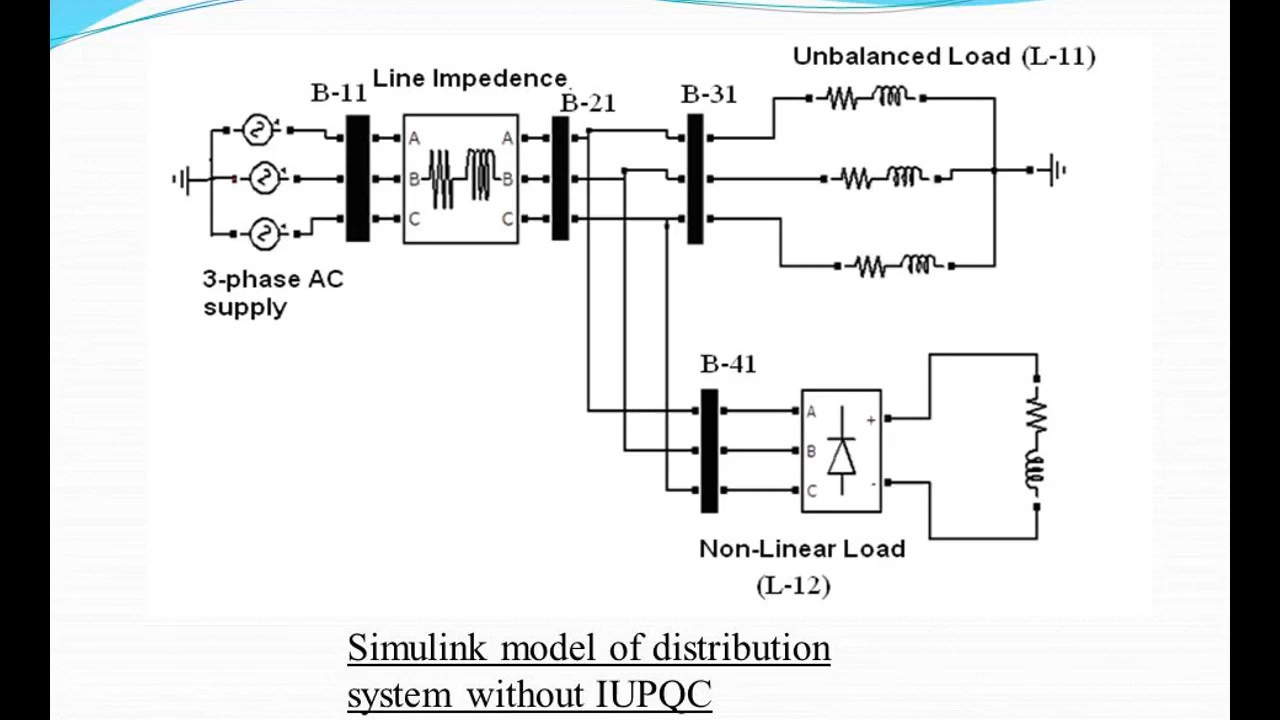 Unbalanced Load (L-11)
Line Impedence
B-11
B-21
B-31
A
A
B
B
C
C
3-phase AC
supply
B-41
A
+
B
C
-
Non-Linear Load
(L-12)
Simulink model of distribution
system without IUPQC